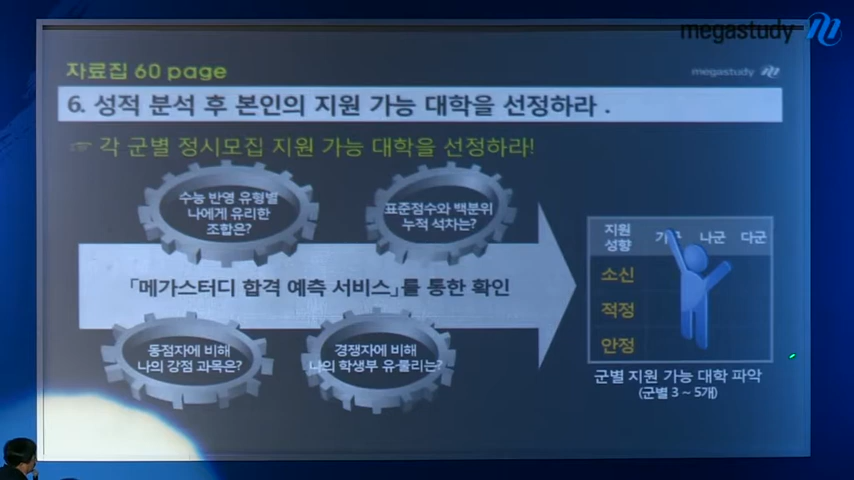 megastudy
자료집 60 page
megastudy
6. 성적 분석 후 본인의 지원 가능 대학을 선정하라 .
☞ 각 군별 정시모집 지원 가능 대학을 선정하라!
수능 반영 유형별
나에게 유리한
조합은?
표준점수와 백분위
누적 석차는?
「메가스터디 합격 예측 서비스」를 통한 확인
동점자에 비해
나의 강점 과목은?
경쟁자에 비해
나의 학생부 유·불리는?
지원
성향
나군 다군
소신
적정
안정
군별 지원 가능 대학 파악
(군별 3 ~ 5개)